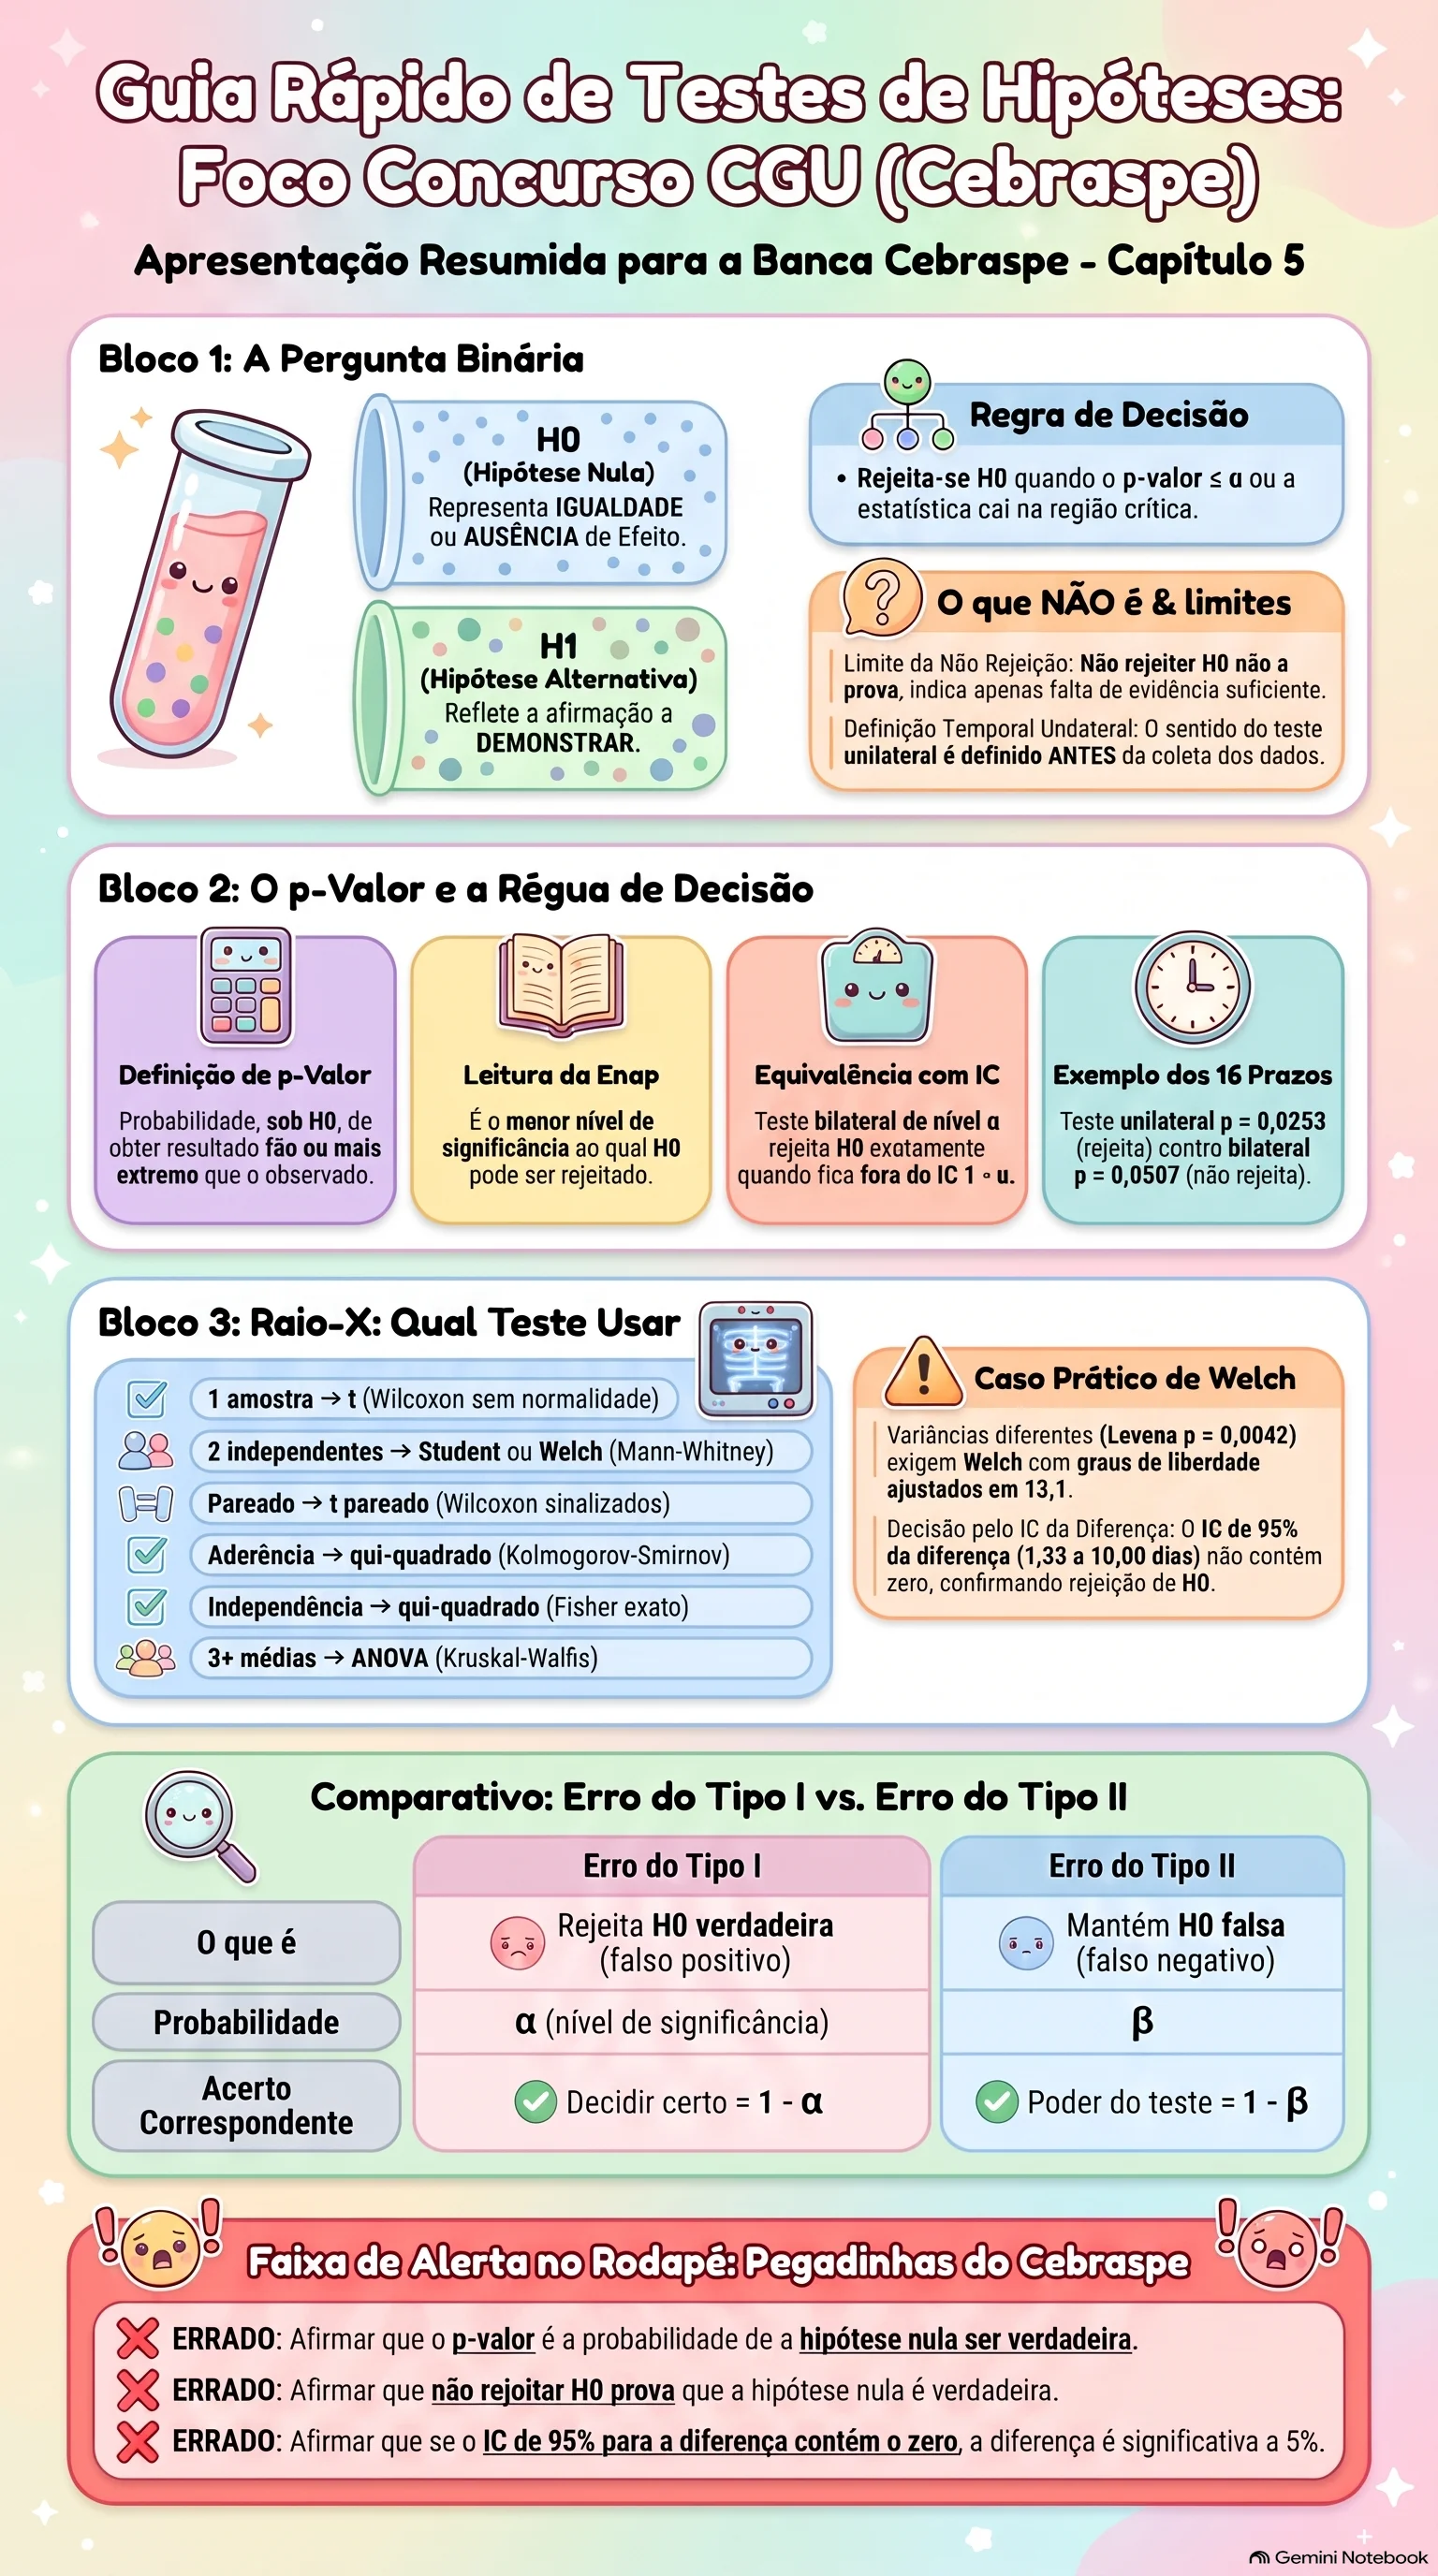 Guia Rápido de Testes de Hipóteses:
Foco Concurso CGU (Cebraspe)
Apresentação Resumida para a Banca Cebraspe - Capítulo 5
Bloco 1: A Pergunta Binária
H0
(Hipótese Nula)
Representa IGUALDADE
ou AUSÊNCIA de Efeito.
H1
(Hipótese Alternativa)
Reflete a afirmação a
DEMONSTRAR.
Regra de Decisão
• Rejeita-se H0 quando o p-valor ≤ α ou a
estatística cai na região crítica.
O que NÃO é & limites
Limite da Não Rejeição: Não rejeiter H0 não a
prova, indica apenas falta de evidência suficiente.
Definição Temporal Undateral: O sentido do teste
unilateral é definido ANTES da coleta dos dados.
Bloco 2: O p-Valor e a Régua de Decisão
Definição de p-Valor
Probabilidade, sob H0, de
obter resultado fão ou mais
extremo que o observado.
Leitura da Enap
É o menor nível de
significância ao qual H0
pode ser rejeitado.
Equivalência com IC
Teste bilateral de nível α
rejeita H0 exatamente
quando fica fora do IC 1 ∘ u.
Exemplo dos 16 Prazos
Teste unilateral p = 0,0253
(rejeita) contro bilateral
p = 0,0507 (não rejeita).
Bloco 3: Raio-X: Qual Teste Usar
1 amostra → t (Wilcoxon sem normalidade)
2 independentes → Student ou Welch (Mann-Whitney)
Pareado → t pareado (Wilcoxon sinalizados)
Aderência → qui-quadrado (Kolmogorov-Smirnov)
Independência → qui-quadrado (Fisher exato)
3+ médias → ANOVA (Kruskal-Walfis)
Caso Prático de Welch
Variâncias diferentes (Levena p = 0,0042)
exigem Welch com graus de liberdade
ajustados em 13,1.
Decisão pelo IC da Diferença: O IC de 95%
da diferença (1,33 a 10,00 dias) não contém
zero, confirmando rejeição de H0.
Comparativo: Erro do Tipo I vs. Erro do Tipo II
Erro do Tipo I
Erro do Tipo II
O que é
Rejeita H0 verdadeira
(falso positivo)
Mantém H0 falsa
(falso negativo)
Probabilidade
α (nível de significância)
β
Acerto
Correspondente
Decidir certo = 1 - α
Poder do teste = 1 - β
Faixa de Alerta no Rodapé: Pegadinhas do Cebraspe
ERRADO: Afirmar que o p-valor é a probabilidade de a hipótese nula ser verdadeira.
ERRADO: Afirmar que não rejoitar H0 prova que a hipótese nula é verdadeira.
ERRADO: Afirmar que se o IC de 95% para a diferença contém o zero, a diferença é significativa a 5%.
Gemini Notebook